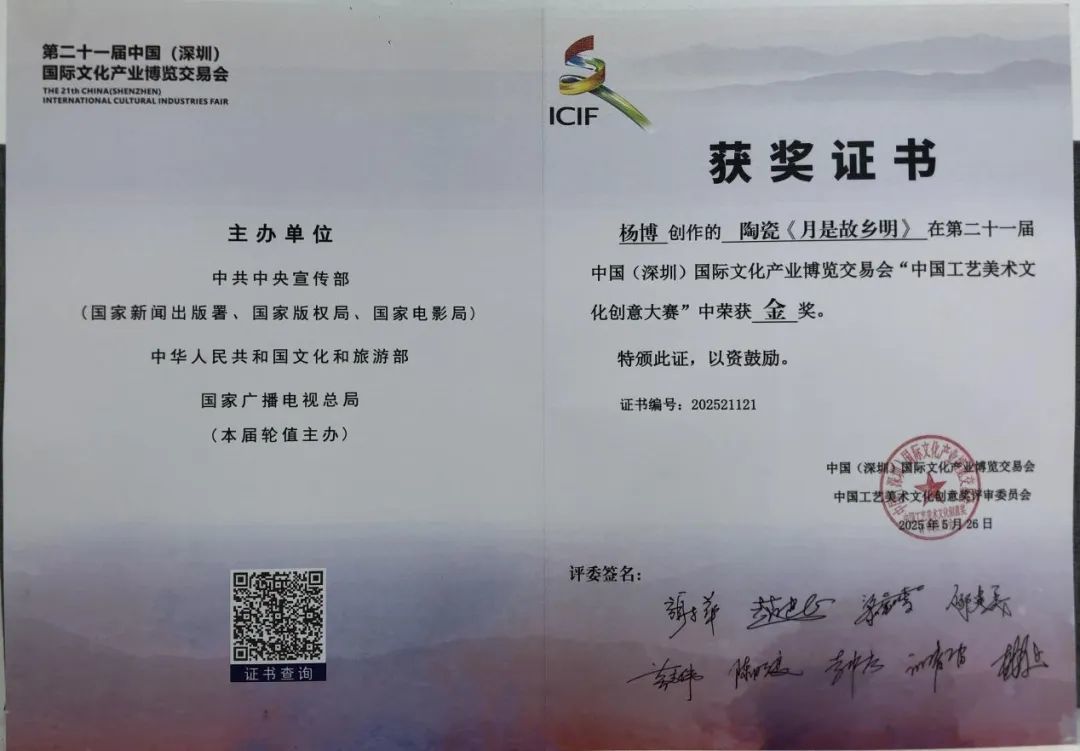 第二十一届中国（深圳）
国际文化产业博览交易会
THE 21th CHINA(SHENZHEN)
INTERNATIONAL CULTURAL INDUSTRIES FAIR
主办单位
中共中央宣传部
（国家新闻出版署、国家版权局、国家电影局）
中华人民共和国文化和旅游部
国家广播电视总局
（本届轮值主办）
证书查询
ICIF
获奖证书
杨博创作的 陶瓷《月是故乡明》在第二十一届
中国（深圳）国际文化产业博览交易会“中国工艺美术文
化创意大赛”中荣获 金 奖。
特颁此证，以资鼓励。
证书编号：202521121
中国（深圳）国际文化产业博览交易会
中国工艺美术文化创意奖评审委员会
2025年5月26日
评委签名：